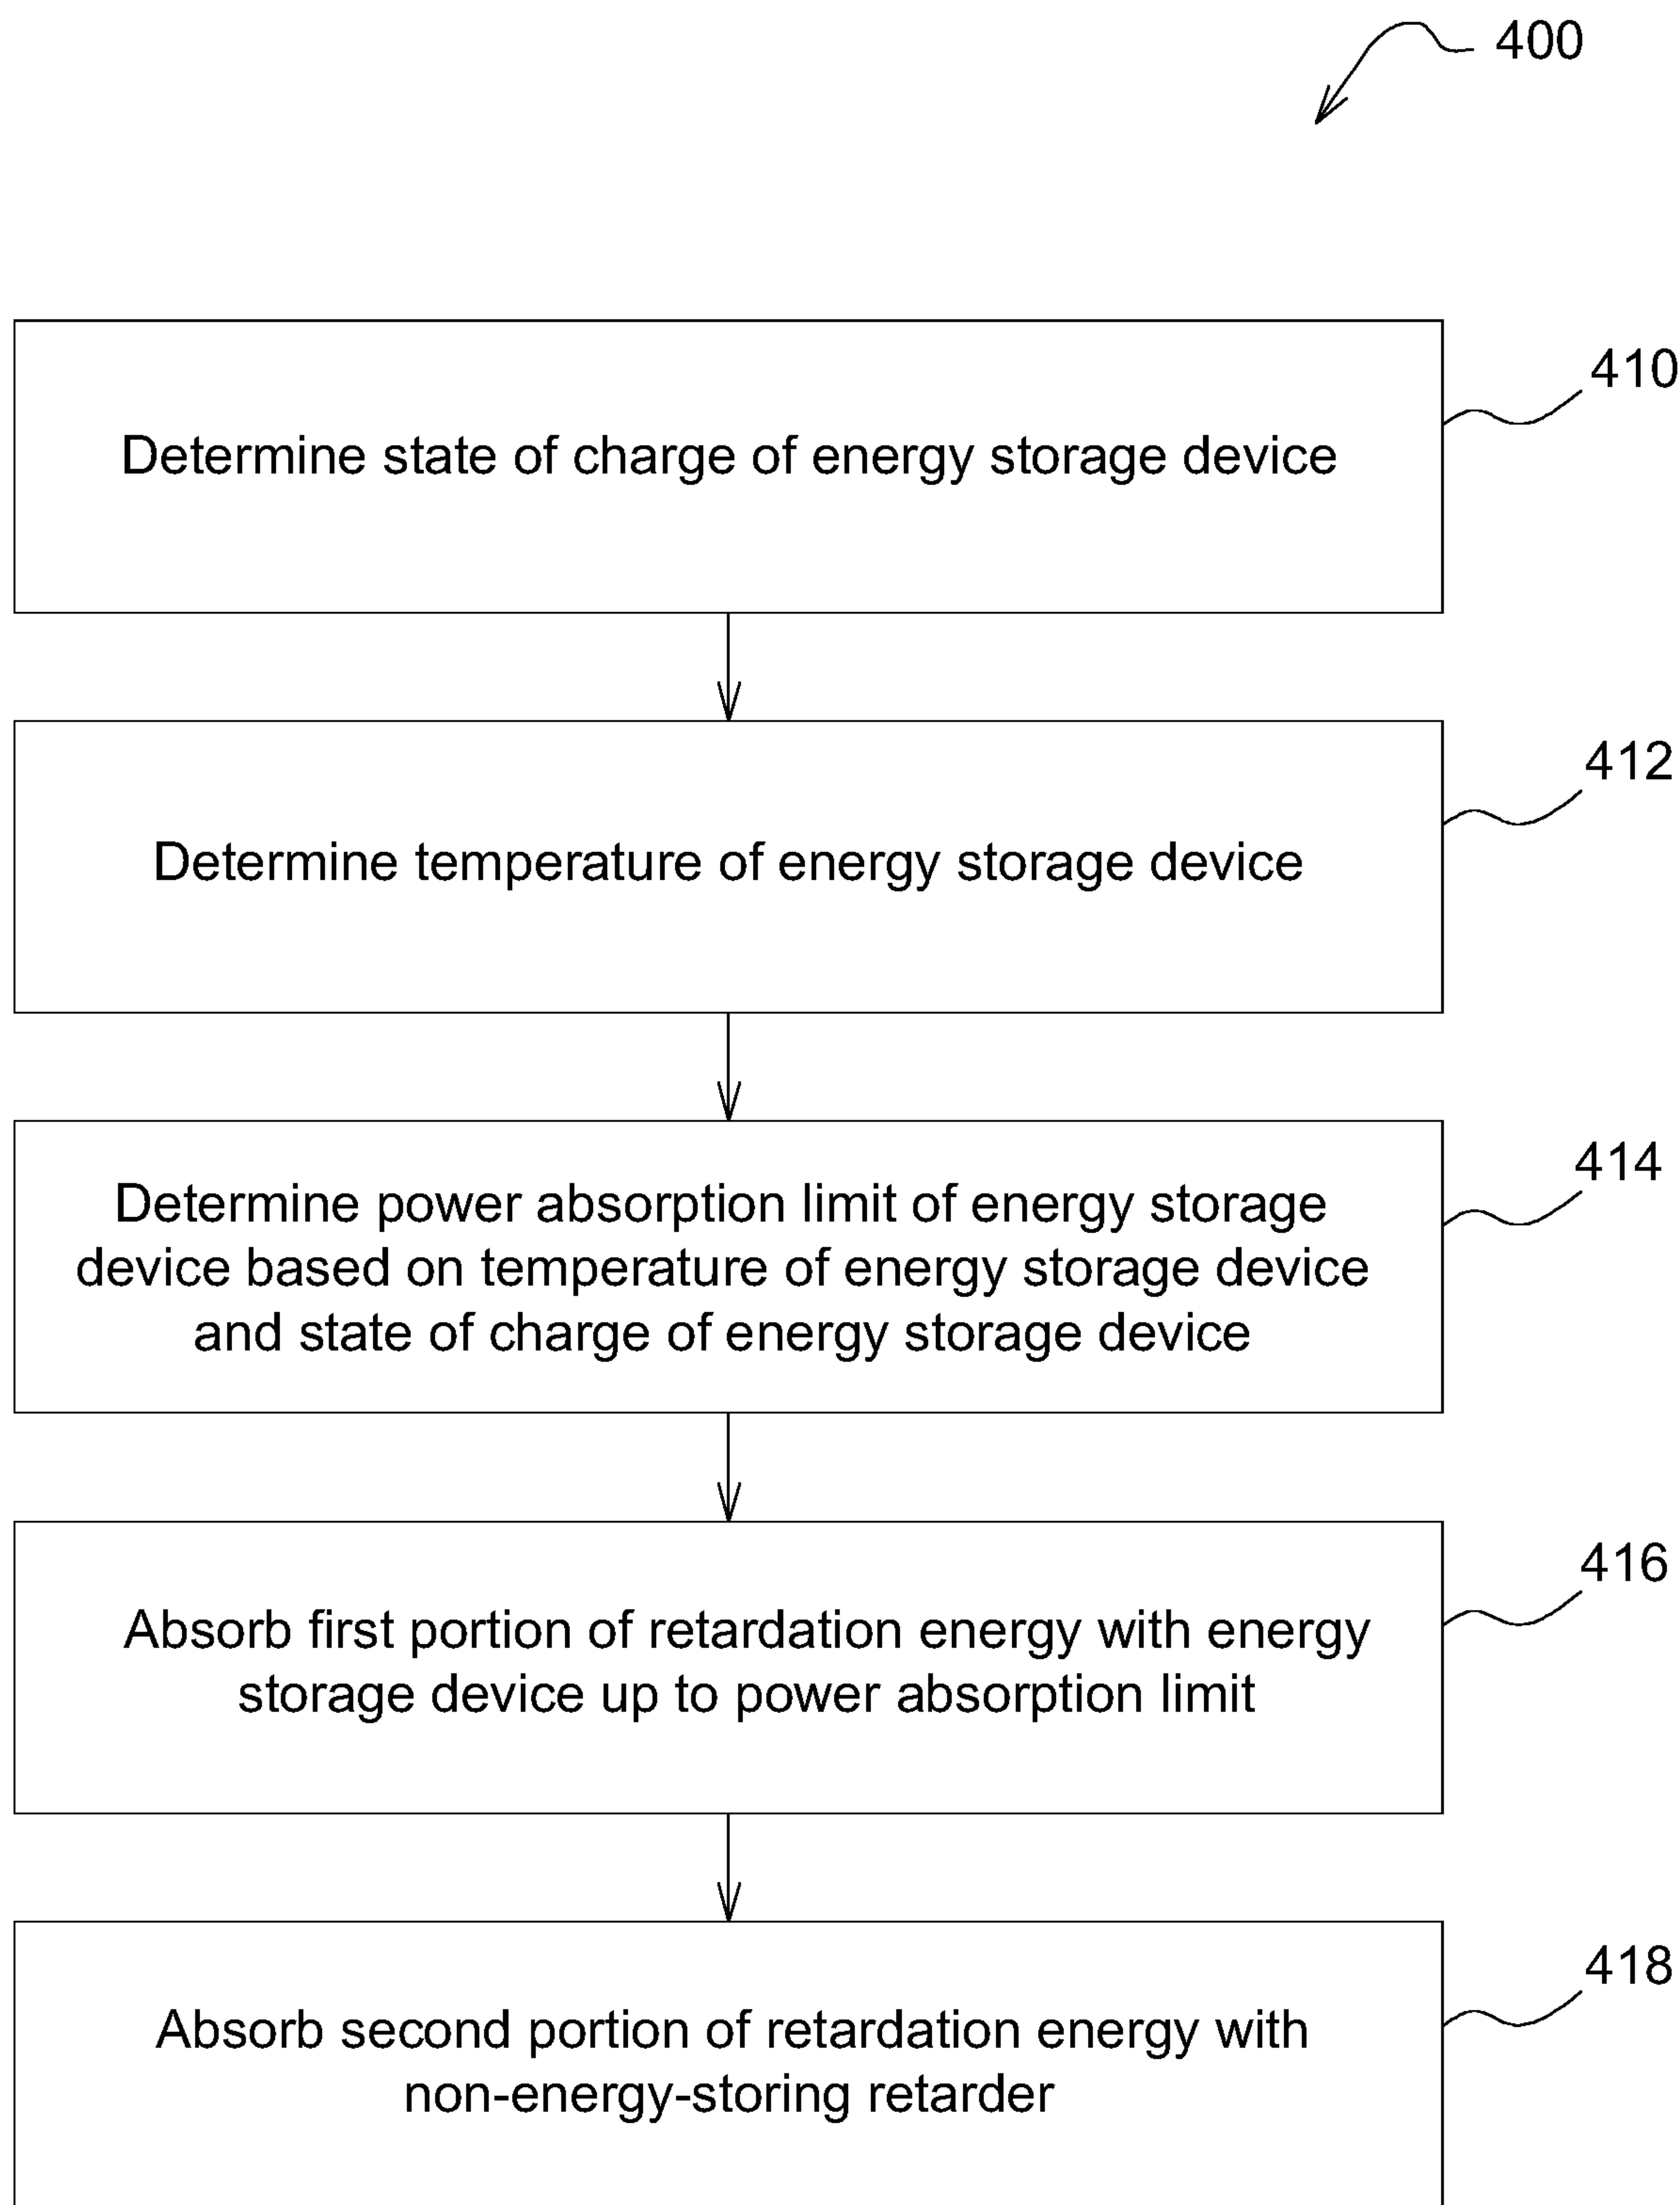 400
410
Determine state of charge of energy storage device
412
Determine temperature of energy storage device
414
Determine power absorption limit of energy storage
device based on temperature of energy storage device
and state of charge of energy storage device
416
Absorb first portion of retardation energy with energy
storage device up to power absorption limit
418
Absorb second portion of retardation energy with
non-energy-storing retarder